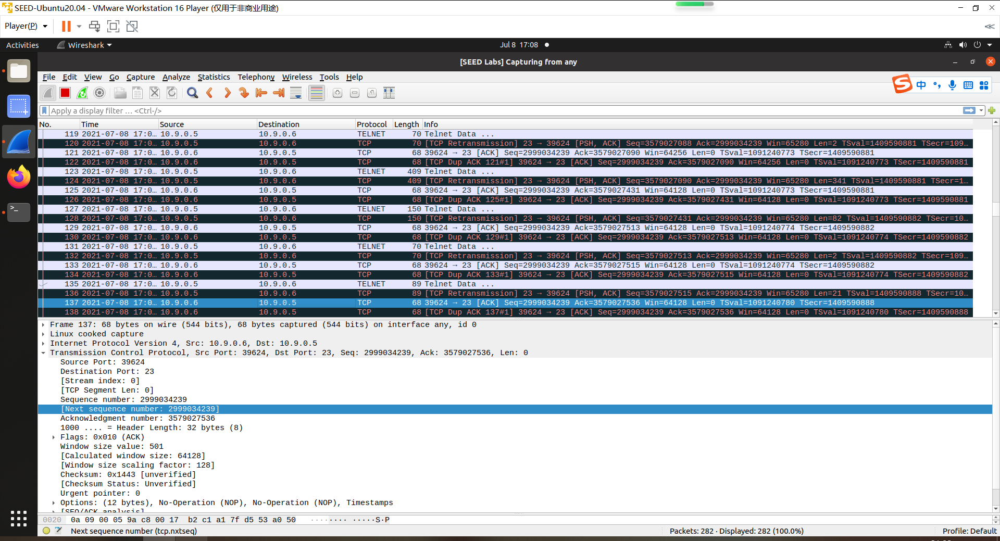 SEED-Ubuntu20.04 - VMware Workstation 16 Player (仅用于非商业用途)
Player(P)
Activities Wireshark Jul 8 17:08
[SEED Labs] Capturing from any
File Edit View Go Capture Analyze Statistics Telephony Wireless Tools Help
中
Apply a display filter … <Ctrl-/>
No. Time Source Destination Protocol Length Info
119 2021-07-08 17:0… 10.9.0.5 10.9.0.6 TELNET 70 Telnet Data ...
120 2021-07-08 17:0… 10.9.0.5 10.9.0.6 TCP 70 [TCP Retransmission] 23 → 39624 [PSH, ACK] Seq=3579027088 Ack=2999034239 Win=65280 Len=2 TSval=1409590881 TSecr=109…
121 2021-07-08 17:0… 10.9.0.6 10.9.0.5 TCP 68 39624 → 23 [ACK] Seq=2999034239 Ack=3579027090 Win=64256 Len=0 TSval=1091240773 TSecr=1409590881
122 2021-07-08 17:0… 10.9.0.6 10.9.0.5 TCP 68 [TCP Dup ACK 121#1] 39624 → 23 [ACK] Seq=2999034239 Ack=3579027090 Win=64256 Len=0 TSval=1091240773 TSecr=1409590881
123 2021-07-08 17:0… 10.9.0.5 10.9.0.6 TELNET 409 Telnet Data ...
124 2021-07-08 17:0… 10.9.0.5 10.9.0.6 TCP 409 [TCP Retransmission] 23 → 39624 [PSH, ACK] Seq=3579027090 Ack=2999034239 Win=65280 Len=341 TSval=1409590881 TSecr=1…
125 2021-07-08 17:0… 10.9.0.6 10.9.0.5 TCP 68 39624 → 23 [ACK] Seq=2999034239 Ack=3579027431 Win=64128 Len=0 TSval=1091240773 TSecr=1409590881
126 2021-07-08 17:0… 10.9.0.6 10.9.0.5 TCP 68 [TCP Dup ACK 125#1] 39624 → 23 [ACK] Seq=2999034239 Ack=3579027431 Win=64128 Len=0 TSval=1091240773 TSecr=1409590881
127 2021-07-08 17:0… 10.9.0.5 10.9.0.6 TELNET 150 Telnet Data ...
128 2021-07-08 17:0… 10.9.0.5 10.9.0.6 TCP 150 [TCP Retransmission] 23 → 39624 [PSH, ACK] Seq=3579027431 Ack=2999034239 Win=65280 Len=82 TSval=1409590882 TSecr=10…
129 2021-07-08 17:0… 10.9.0.6 10.9.0.5 TCP 68 39624 → 23 [ACK] Seq=2999034239 Ack=3579027513 Win=64128 Len=0 TSval=1091240774 TSecr=1409590882
130 2021-07-08 17:0… 10.9.0.6 10.9.0.5 TCP 68 [TCP Dup ACK 129#1] 39624 → 23 [ACK] Seq=2999034239 Ack=3579027513 Win=64128 Len=0 TSval=1091240774 TSecr=1409590882
131 2021-07-08 17:0… 10.9.0.5 10.9.0.6 TELNET 70 Telnet Data ...
132 2021-07-08 17:0… 10.9.0.5 10.9.0.6 TCP 70 [TCP Retransmission] 23 → 39624 [PSH, ACK] Seq=3579027513 Ack=2999034239 Win=65280 Len=2 TSval=1409590882 TSecr=109…
133 2021-07-08 17:0… 10.9.0.6 10.9.0.5 TCP 68 39624 → 23 [ACK] Seq=2999034239 Ack=3579027515 Win=64128 Len=0 TSval=1091240774 TSecr=1409590882
134 2021-07-08 17:0… 10.9.0.6 10.9.0.5 TCP 68 [TCP Dup ACK 133#1] 39624 → 23 [ACK] Seq=2999034239 Ack=3579027515 Win=64128 Len=0 TSval=1091240774 TSecr=1409590882
135 2021-07-08 17:0… 10.9.0.5 10.9.0.6 TELNET 89 Telnet Data ...
136 2021-07-08 17:0… 10.9.0.5 10.9.0.6 TCP 89 [TCP Retransmission] 23 → 39624 [PSH, ACK] Seq=3579027515 Ack=2999034239 Win=65280 Len=21 TSval=1409590888 TSecr=10…
137 2021-07-08 17:0… 10.9.0.6 10.9.0.5 TCP 68 39624 → 23 [ACK] Seq=2999034239 Ack=3579027536 Win=64128 Len=0 TSval=1091240780 TSecr=1409590888
138 2021-07-08 17:0… 10.9.0.6 10.9.0.5 TCP 68 [TCP Dup ACK 137#1] 39624 → 23 [ACK] Seq=2999034239 Ack=3579027536 Win=64128 Len=0 TSval=1091240780 TSecr=1409590888
Frame 137: 68 bytes on wire (544 bits), 68 bytes captured (544 bits) on interface any, id 0
Linux cooked capture
Internet Protocol Version 4, Src: 10.9.0.6, Dst: 10.9.0.5
Transmission Control Protocol, Src Port: 39624, Dst Port: 23, Seq: 2999034239, Ack: 3579027536, Len: 0
Source Port: 39624
Destination Port: 23
[Stream index: 0]
[TCP Segment Len: 0]
Sequence number: 2999034239
[Next sequence number: 2999034239]
Acknowledgment number: 3579027536
1000 .... = Header Length: 32 bytes (8)
Flags: 0x010 (ACK)
Window size value: 501
[Calculated window size: 64128]
[Window size scaling factor: 128]
Checksum: 0x1443 [unverified]
[Checksum Status: Unverified]
Urgent pointer: 0
Options: (12 bytes), No-Operation (NOP), No-Operation (NOP), Timestamps
[SEQ/ACK analysis]
0020 0a 09 00 05 9a c8 00 17 b2 c1 a1 7f d5 53 a0 50 ········ ·····S·P
Next sequence number (tcp.nxtseq) Packets: 282 · Displayed: 282 (100.0%) Profile: Default